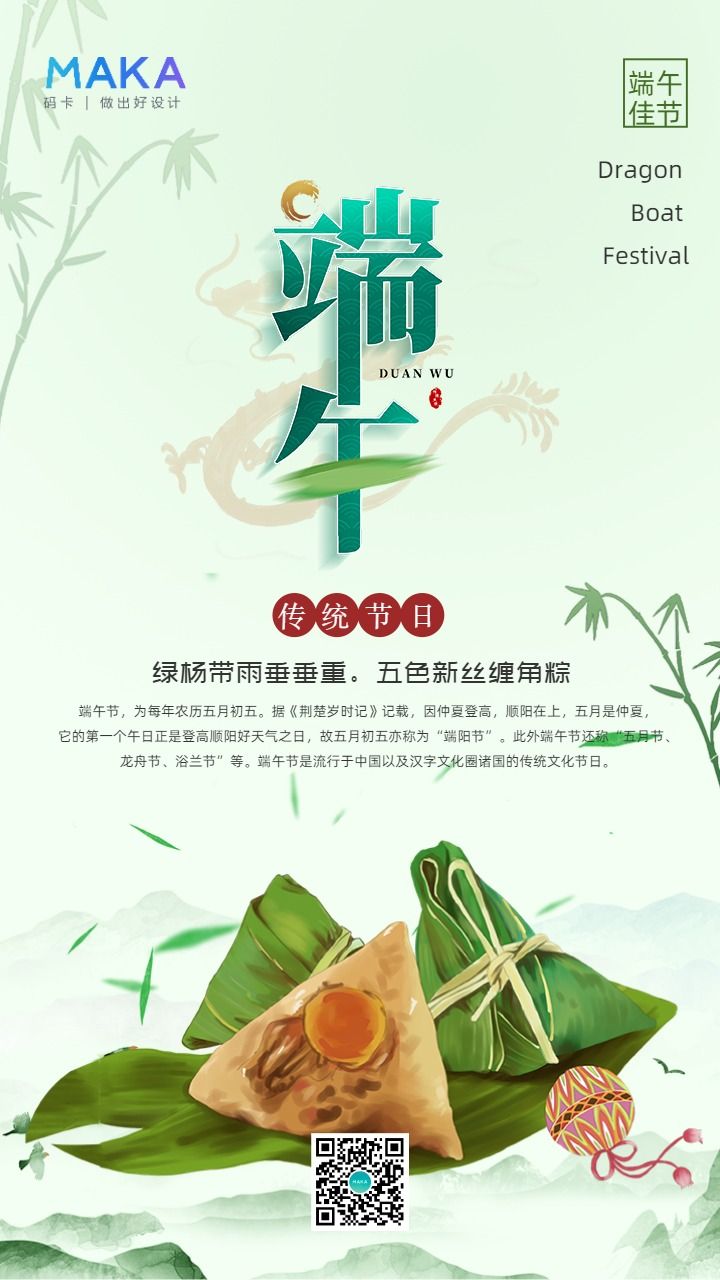 MAKA
码卡 | 做出好设计
端午
佳节
Dragon
Boat
Festival
端午
DUAN WU
传统节日
绿杨带雨垂垂重。五色新丝缠角粽
端午节，为每年农历五月初五。据《荆楚岁时记》记载，因仲夏登高，顺阳在上，五月是仲夏，
它的第一个午日正是登高顺阳好天气之日，故五月初五亦称为“端阳节”。此外端午节还称“五月节、
龙舟节、浴兰节”等。端午节是流行于中国以及汉字文化圈诸国的传统文化节日。
MAKA